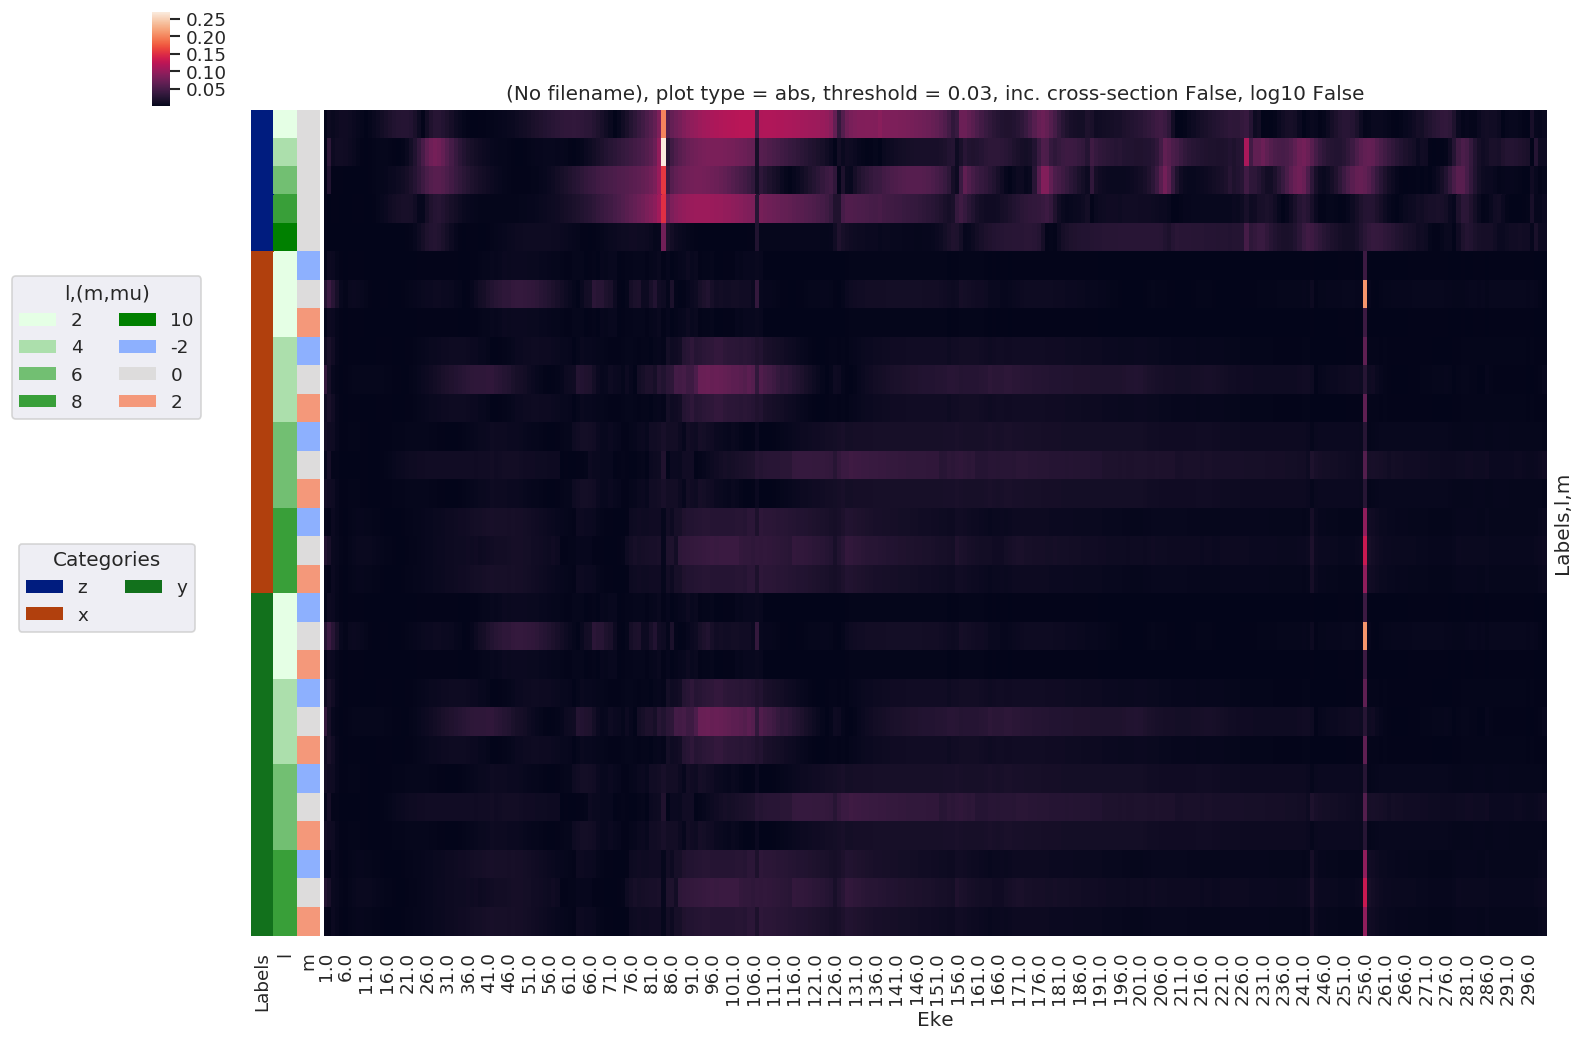 0.25
0.20
0.15
0.10
0.05
(No filename), plot type = abs, threshold = 0.03, inc. cross-section False, log10 False
l,(m,mu)
2 10
4 -2
6 0
8 2
Categories
z y
x
Labels,l,m
Labels l m 1.0 6.0 11.0 16.0 21.0 26.0 31.0 36.0 41.0 46.0 51.0 56.0 61.0 66.0 71.0 76.0 81.0 86.0 91.0 96.0 101.0 106.0 111.0 116.0 121.0 126.0 131.0 136.0 141.0 146.0 151.0 156.0 161.0 166.0 171.0 176.0 181.0 186.0 191.0 196.0 201.0 206.0 211.0 216.0 221.0 226.0 231.0 236.0 241.0 246.0 251.0 256.0 261.0 266.0 271.0 276.0 281.0 286.0 291.0 296.0
Eke